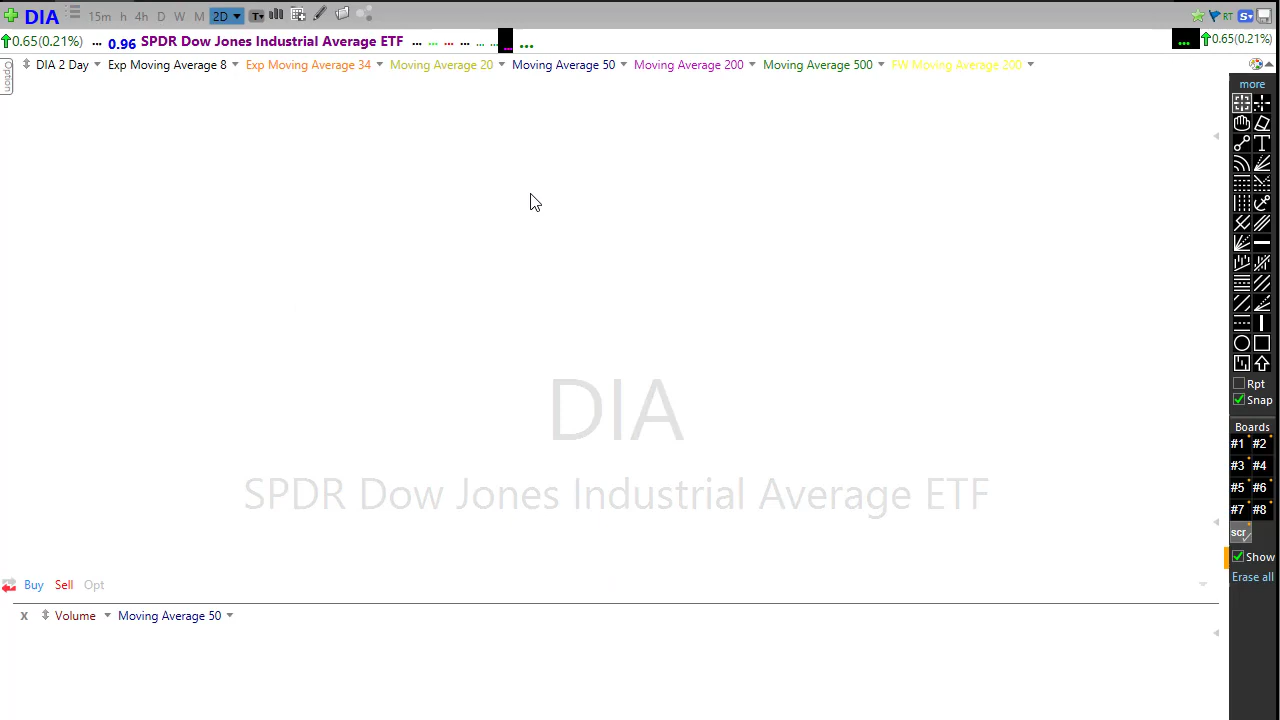 DIA 15m h 4h D W M 2D T RT S
0.65(0.21%) ... 0.96 SPDR Dow Jones Industrial Average ETF ... ... ... ... ... ... ... ... ... 0.65(0.21%)
Option
DIA 2 Day Exp Moving Average 8 Exp Moving Average 34 Moving Average 20 Moving Average 50 Moving Average 200 Moving Average 500 FW Moving Average 200
more
T
Rpt
Snap
DIA
SPDR Dow Jones Industrial Average ETF
Boards
#1 #2
#3 #4
#5 #6
#7 #8
scr
Show
Erase all
Buy Sell Opt
x Volume Moving Average 50